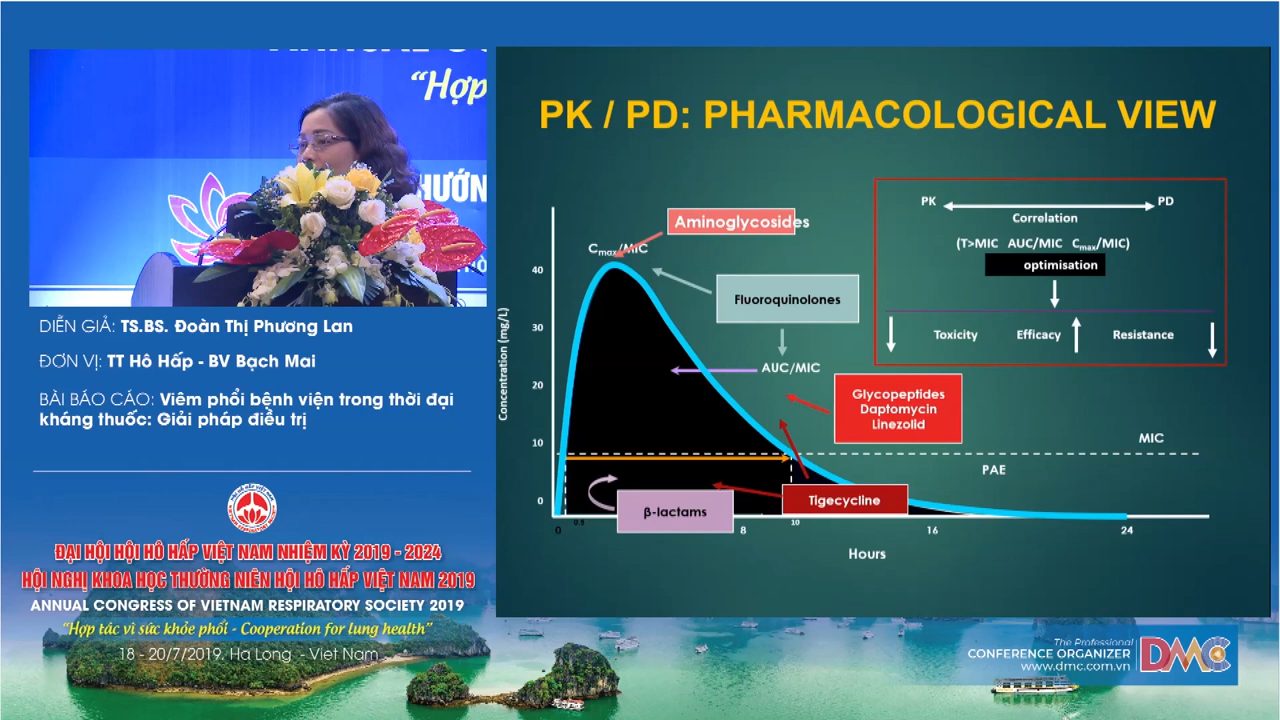 “Hợp
HƯỚN
DIỄN GIẢ: TS.BS. Đoàn Thị Phương Lan
ĐƠN VỊ: TT Hô Hấp - BV Bạch Mai
BÀI BÁO CÁO: Viêm phổi bệnh viện trong thời đại
kháng thuốc: Giải pháp điều trị
ĐẠI HỘI HỘI HÔ HẤP VIỆT NAM NHIỆM KỲ 2019 - 2024
HỘI NGHỊ KHOA HỌC THƯỜNG NIÊN HỘI HÔ HẤP VIỆT NAM 2019
ANNUAL CONGRESS OF VIETNAM RESPIRATORY SOCIETY 2019
“Hợp tác vì sức khỏe phổi - Cooperation for lung health”
18 - 20/7/2019. Ha Long - Viet Nam
PK / PD: PHARMACOLOGICAL VIEW
Aminoglycosides
Cmax/MIC
Fluoroquinolones
AUC/MIC
Glycopeptides
Daptomycin
Linezolid
MIC
PAE
Tigecycline
β-lactams
Concentration (mg/L)
40
30
20
10
0
0 0.5 8 10 16 24
Hours
PK PD
Correlation
(T>MIC AUC/MIC Cmax/MIC)
optimisation
Toxicity Efficacy Resistance
The Professional
CONFERENCE ORGANIZER
www.dmc.com.vn
DMC